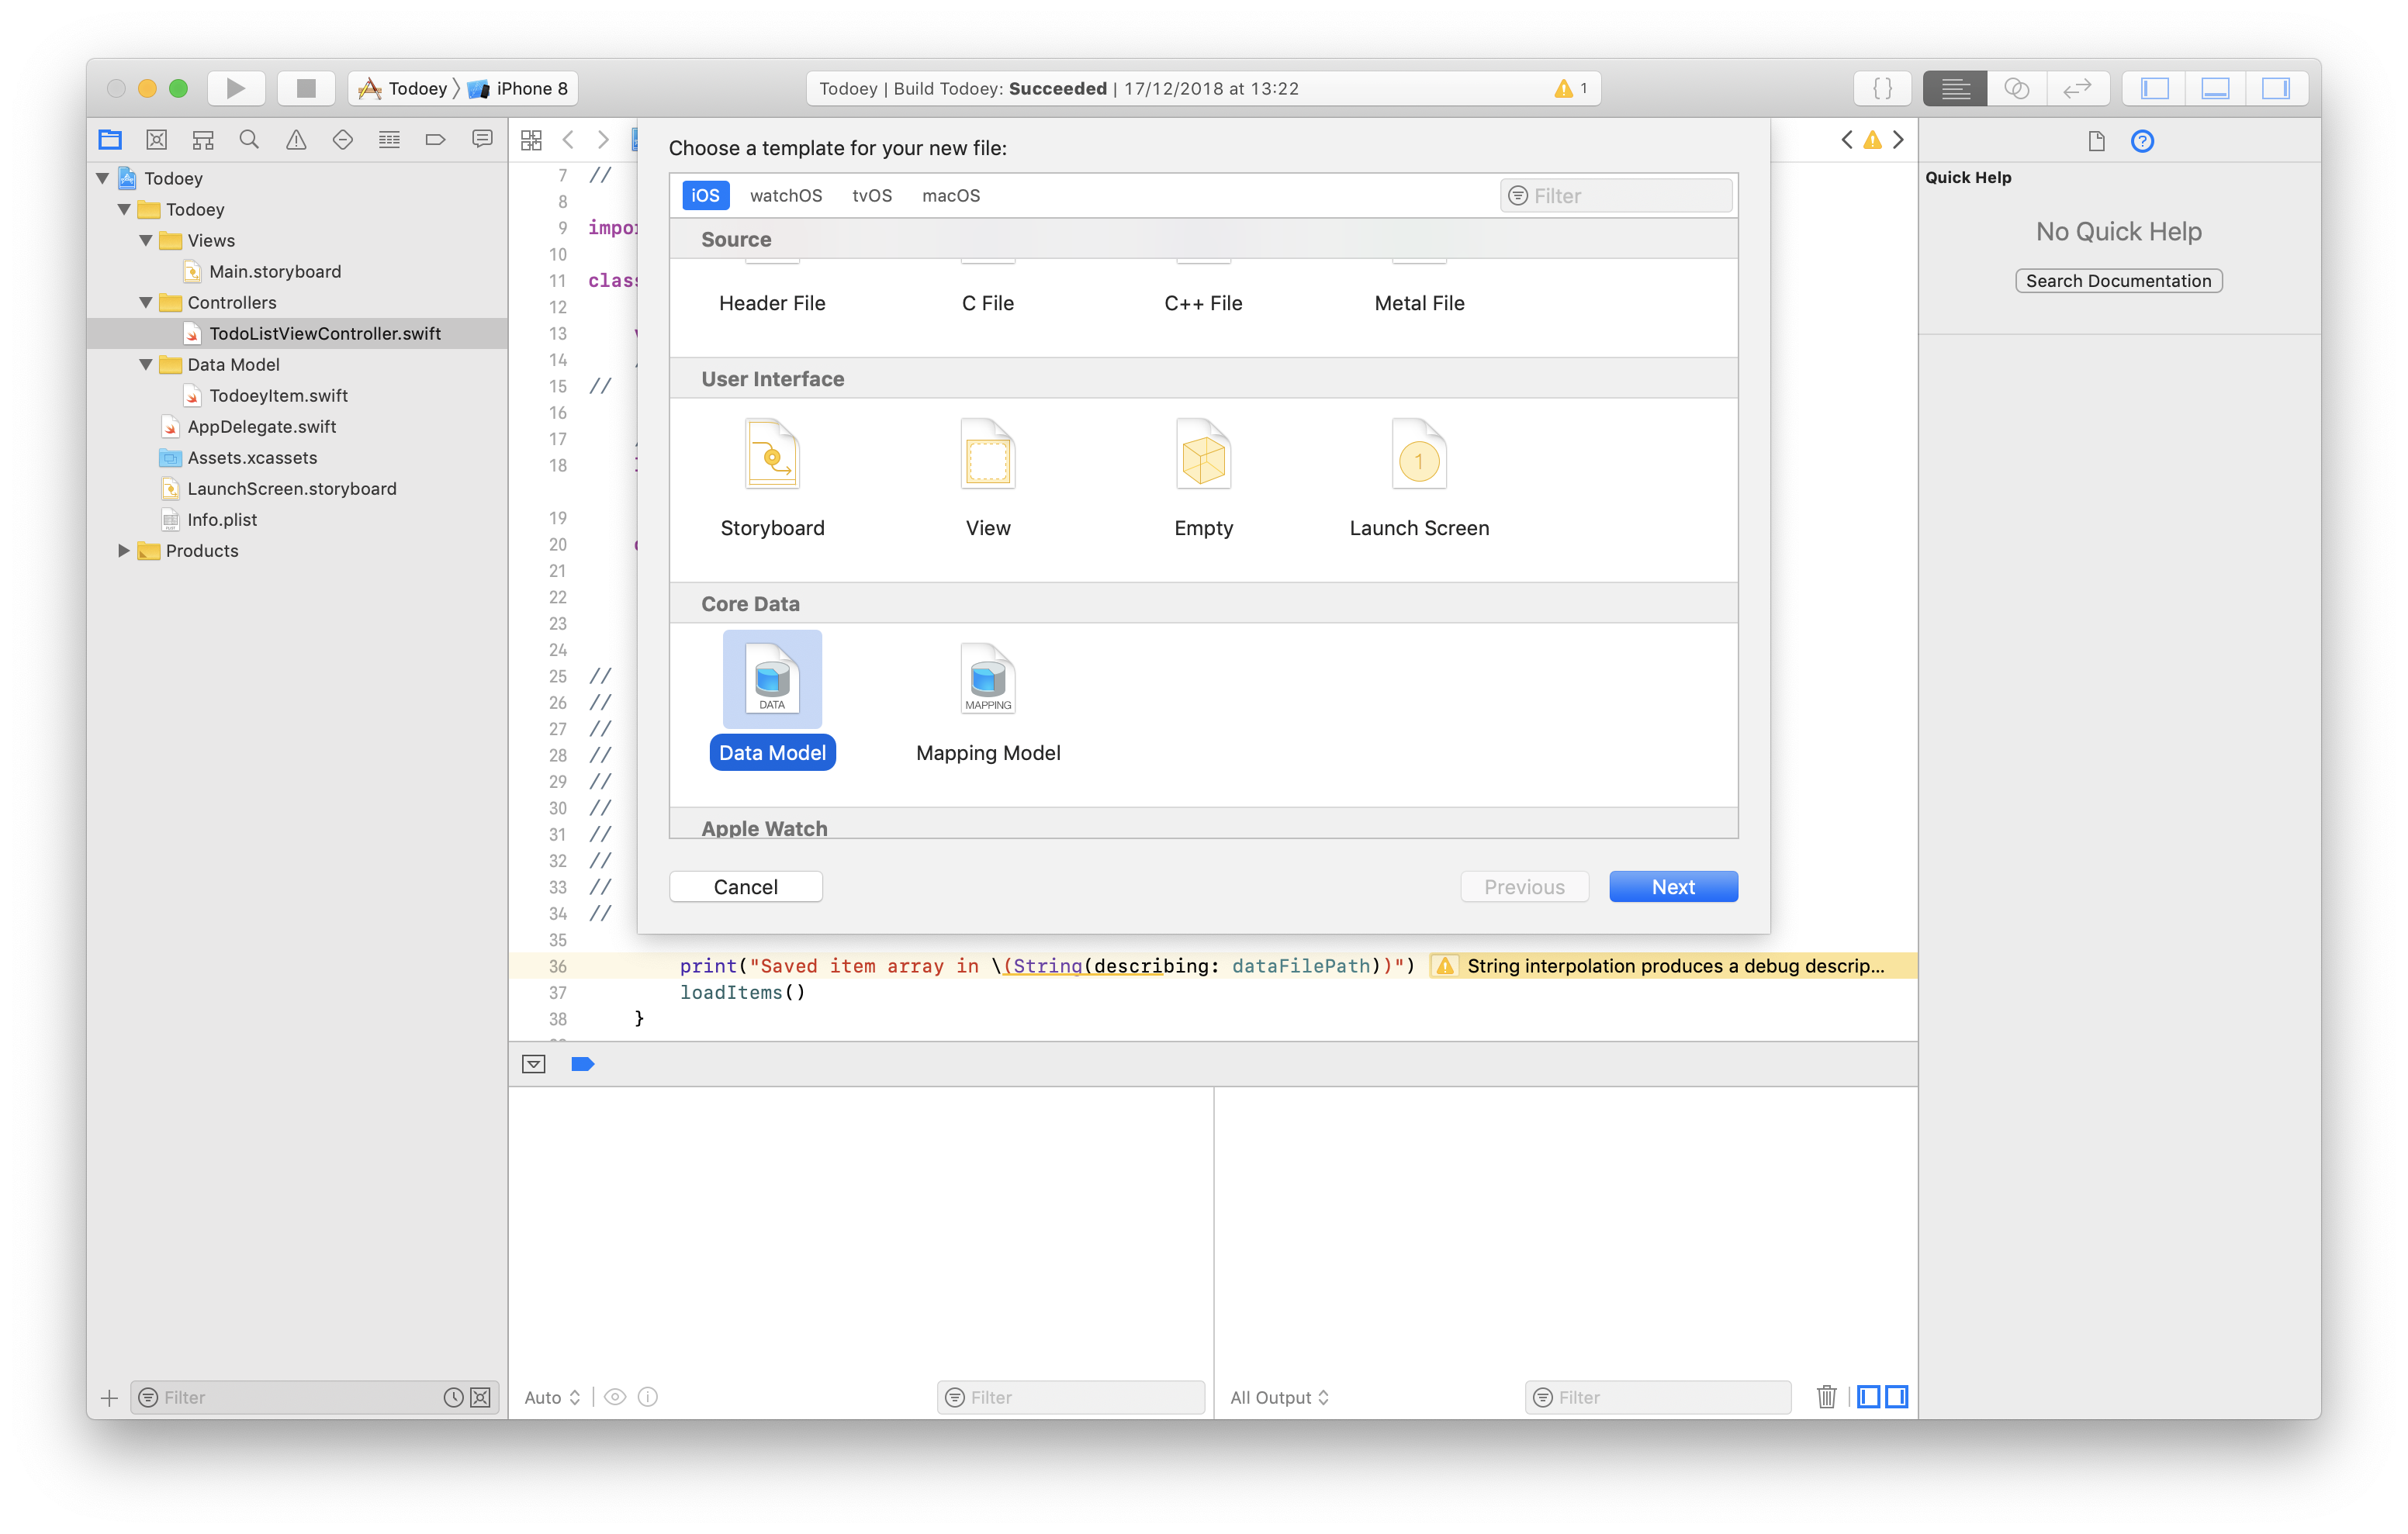 Todoey
iPhone 8
Todoey | Build Todoey: Succeeded | 17/12/2018 at 13:22
1
{ }
Todoey
Todoey
Views
Main.storyboard
Controllers
TodoListViewController.swift
Data Model
TodoeyItem.swift
AppDelegate.swift
Assets.xcassets
LaunchScreen.storyboard
Info.plist
Products
Filter
Choose a template for your new file:
iOS watchOS tvOS macOS
Filter
Source
Header File
C File
C++ File
Metal File
User Interface
Storyboard
View
Empty
1
Launch Screen
Core Data
DATA
Data Model
MAPPING
Mapping Model
Apple Watch
Cancel
Previous
Next
7 //
8
9
10
11
12
13
14
15 //
16
17
18
19
20
21
22
23
24
25 //
26 //
27 //
28 //
29 //
30 //
31 //
32 //
33 //
34 //
35
36 print("Saved item array in \(String(describing: dataFilePath))") String interpolation produces a debug descrip...
37 loadItems()
38 }
Auto
Filter
All Output
Filter
Quick Help
No Quick Help
Search Documentation